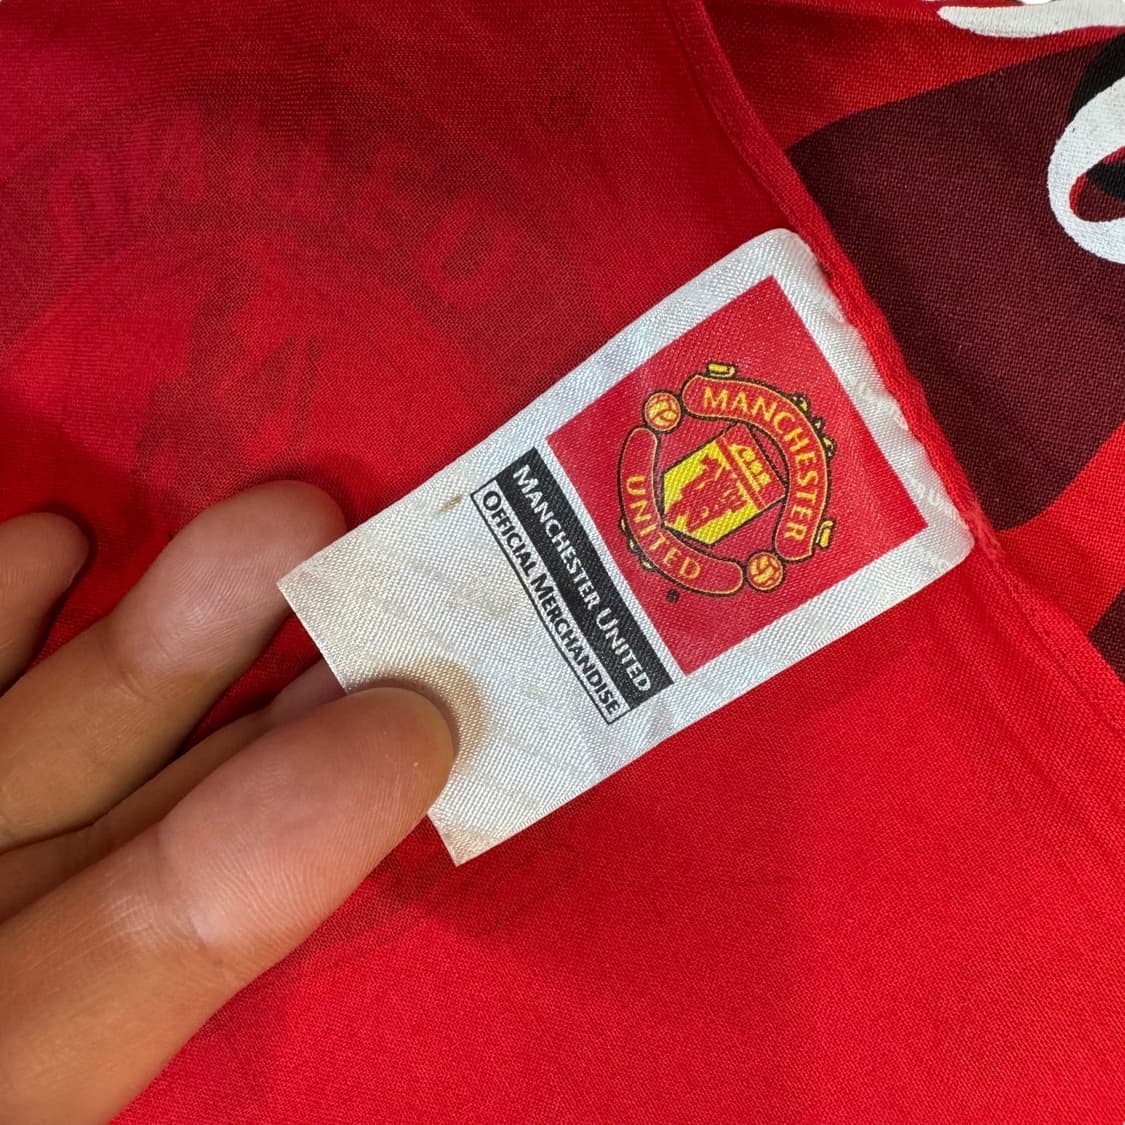 MANCHESTER
UNITED
MANCHESTER UNITED
OFFICIAL MERCHANDISE